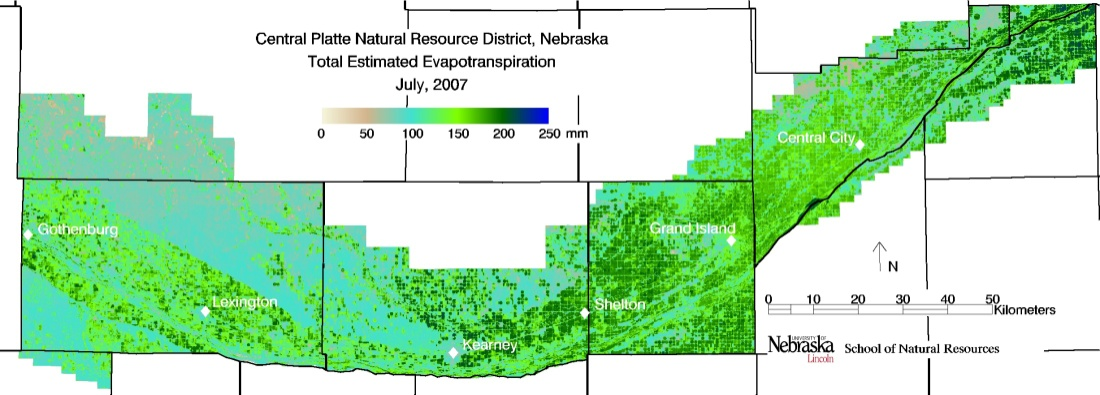 Central Platte Natural Resource District, Nebraska
Total Estimated Evapotranspiration
July, 2007
0 50 100 150 200 250 mm
Central City
Gothenburg
Grand Island
Lexington
Shelton
Kearney
N
0 10 20 30 40 50
Kilometers
UNIVERSITY OF
Nebraska
Lincoln
School of Natural Resources